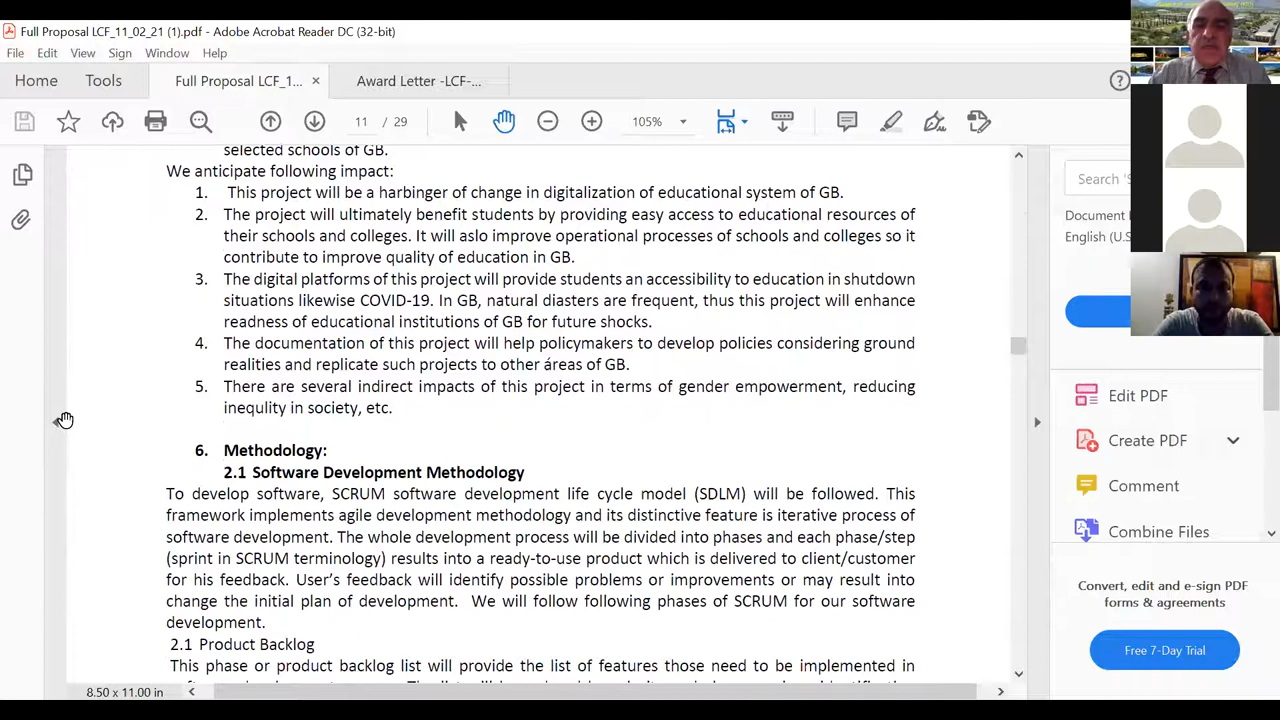 Full Proposal LCF_11_02_21 (1).pdf - Adobe Acrobat Reader DC (32-bit)
File Edit View Sign Window Help
Home Tools Full Proposal LCF_1... × Award Letter -LCF-...
11 / 29 105%
selected schools of GB.
We anticipate following impact:
1. This project will be a harbinger of change in digitalization of educational system of GB.
2. The project will ultimately benefit students by providing easy access to educational resources of
their schools and colleges. It will aslo improve operational processes of schools and colleges so it
contribute to improve quality of education in GB.
3. The digital platforms of this project will provide students an accessibility to education in shutdown
situations likewise COVID-19. In GB, natural diasters are frequent, thus this project will enhance
readness of educational institutions of GB for future shocks.
4. The documentation of this project will help policymakers to develop policies considering ground
realities and replicate such projects to other áreas of GB.
5. There are several indirect impacts of this project in terms of gender empowerment, reducing
inequlity in society, etc.
6. Methodology:
2.1 Software Development Methodology
To develop software, SCRUM software development life cycle model (SDLM) will be followed. This
framework implements agile development methodology and its distinctive feature is iterative process of
software development. The whole development process will be divided into phases and each phase/step
(sprint in SCRUM terminology) results into a ready-to-use product which is delivered to client/customer
for his feedback. User's feedback will identify possible problems or improvements or may result into
change the initial plan of development. We will follow following phases of SCRUM for our software
development.
2.1 Product Backlog
This phase or product backlog list will provide the list of features those need to be implemented in
8.50 x 11.00 in
Search '
Document
English (U.S
Edit PDF
Create PDF
Comment
Combine Files
Convert, edit and e-sign PDF
forms & agreements
Free 7-Day Trial